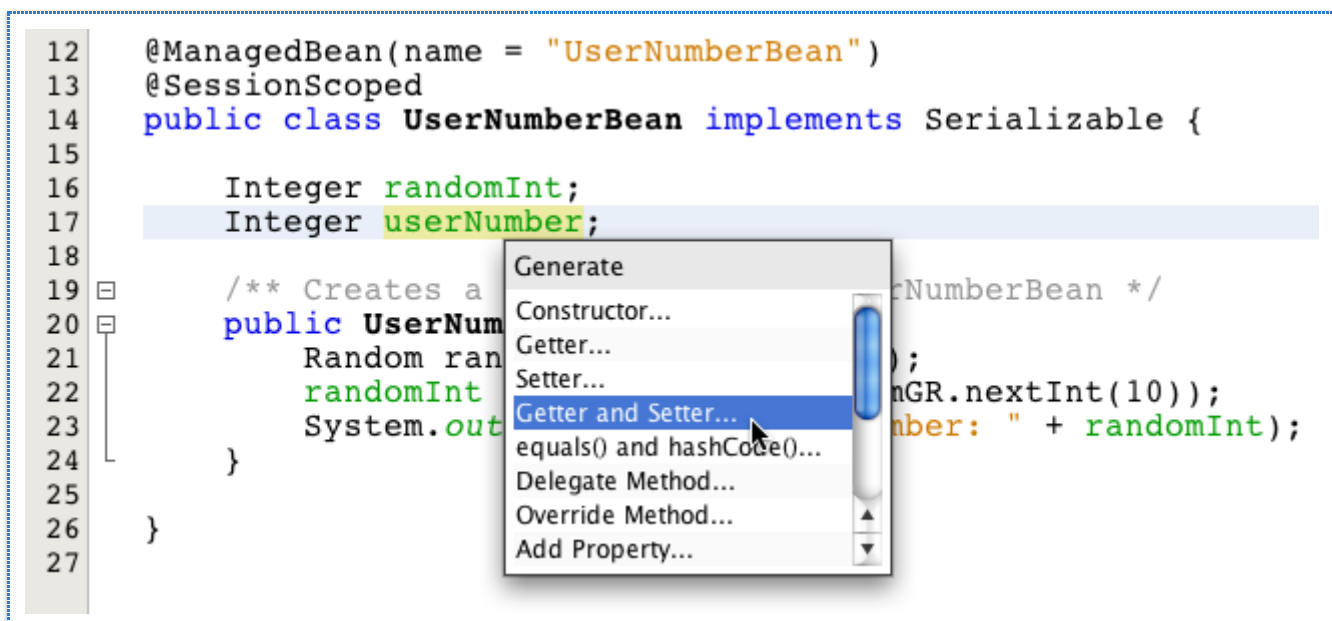 12 @ManagedBean(name = "UserNumberBean")
13 @SessionScoped
14 public class UserNumberBean implements Serializable {
15
16 Integer randomInt;
17 Integer userNumber;
18
19 /** Creates a rNumberBean */
20 public UserNum
21 Random ran );
22 randomInt mGR.nextInt(10));
23 System.out mber: " + randomInt);
24 }
25
26 }
27
Generate
Constructor...
Getter...
Setter...
Getter and Setter...
equals() and hashCode()...
Delegate Method...
Override Method...
Add Property...